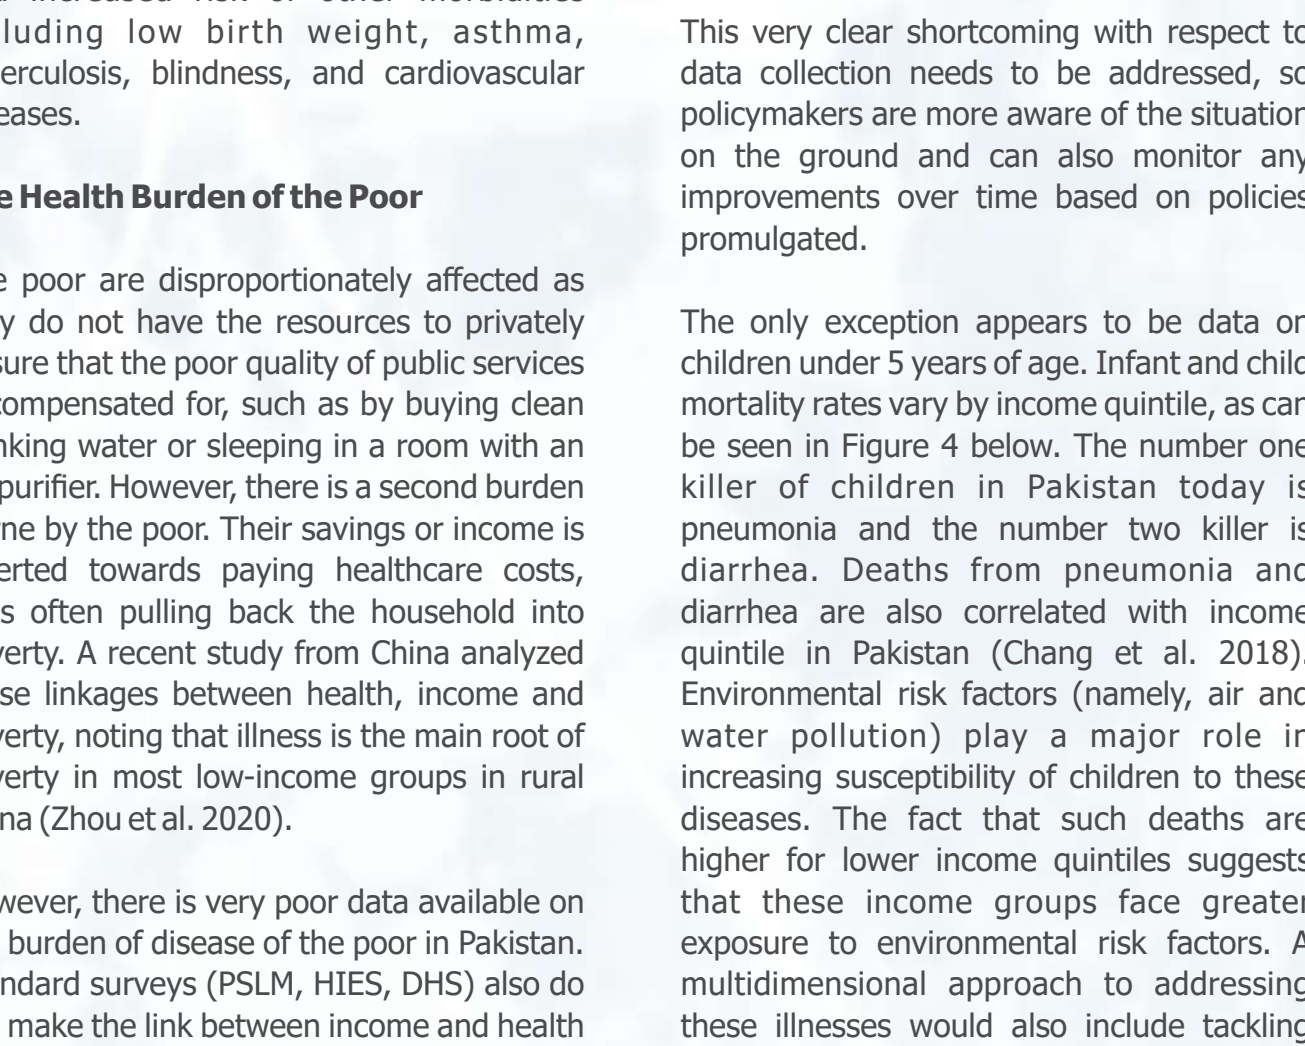 increased risk of other morbidities
luding low birth weight, asthma,
erculosis, blindness, and cardiovascular
eases.
e Health Burden of the Poor
e poor are disproportionately affected as
y do not have the resources to privately
sure that the poor quality of public services
compensated for, such as by buying clean
nking water or sleeping in a room with an
purifier. However, there is a second burden
rne by the poor. Their savings or income is
erted towards paying healthcare costs,
s often pulling back the household into
verty. A recent study from China analyzed
se linkages between health, income and
verty, noting that illness is the main root of
verty in most low-income groups in rural
na (Zhou et al. 2020).
wever, there is very poor data available on
burden of disease of the poor in Pakistan.
ndard surveys (PSLM, HIES, DHS) also do
make the link between income and health
This very clear shortcoming with respect to
data collection needs to be addressed, so
policymakers are more aware of the situation
on the ground and can also monitor any
improvements over time based on policies
promulgated.
The only exception appears to be data on
children under 5 years of age. Infant and child
mortality rates vary by income quintile, as can
be seen in Figure 4 below. The number one
killer of children in Pakistan today is
pneumonia and the number two killer is
diarrhea. Deaths from pneumonia and
diarrhea are also correlated with income
quintile in Pakistan (Chang et al. 2018).
Environmental risk factors (namely, air and
water pollution) play a major role in
increasing susceptibility of children to these
diseases. The fact that such deaths are
higher for lower income quintiles suggests
that these income groups face greater
exposure to environmental risk factors. A
multidimensional approach to addressing
these illnesses would also include tackling